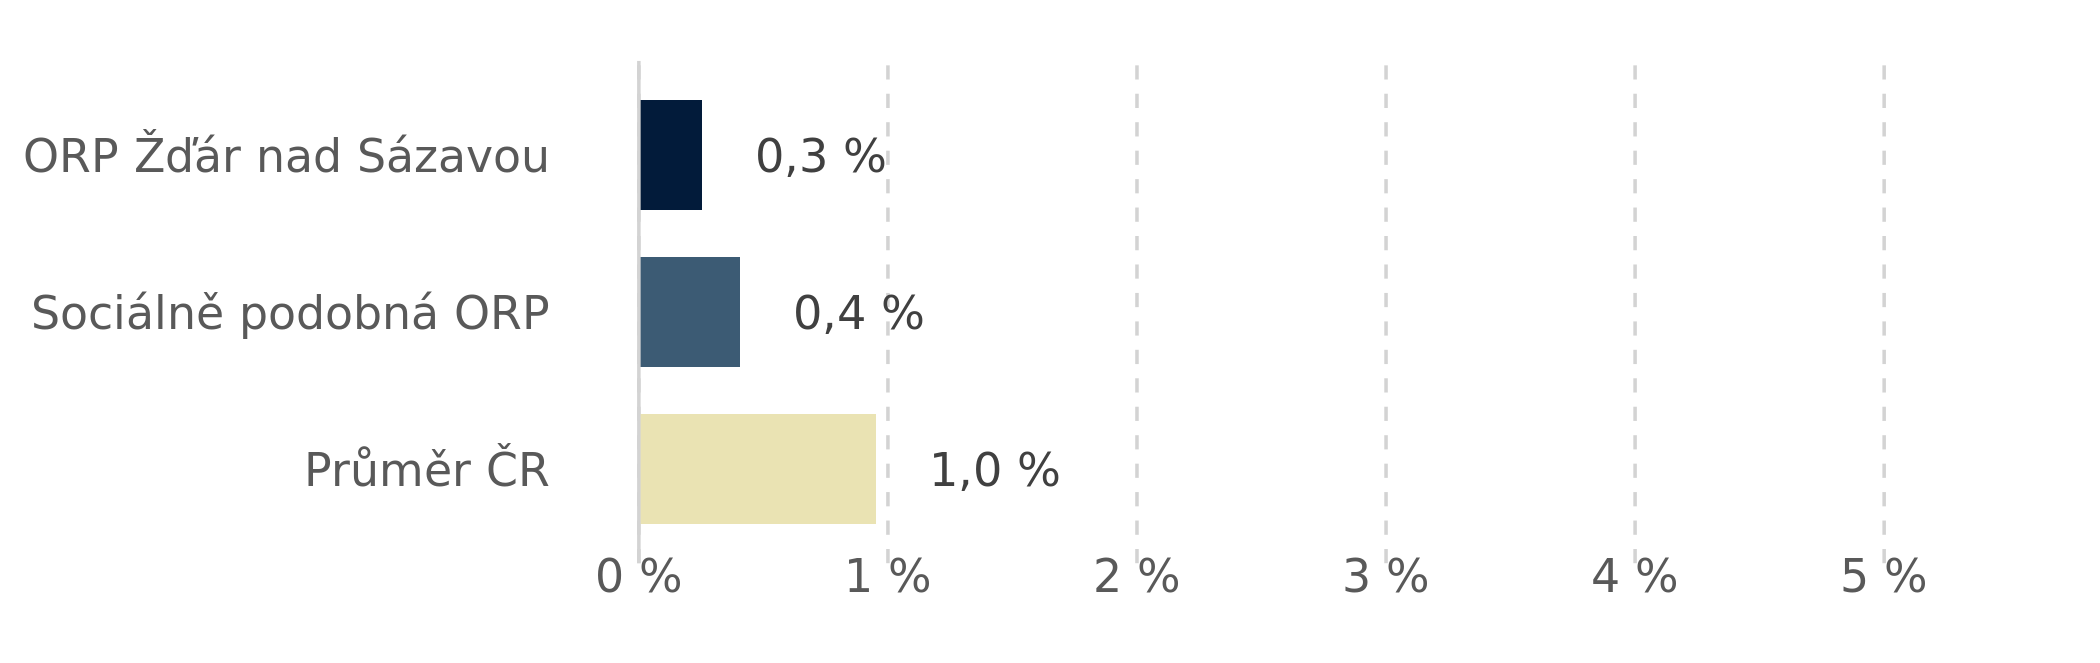 ORP Žďár nad Sázavou 0,3 %
Sociálně podobná ORP 0,4 %
Průměr ČR 1,0 %
0 % 1 % 2 % 3 % 4 % 5 %